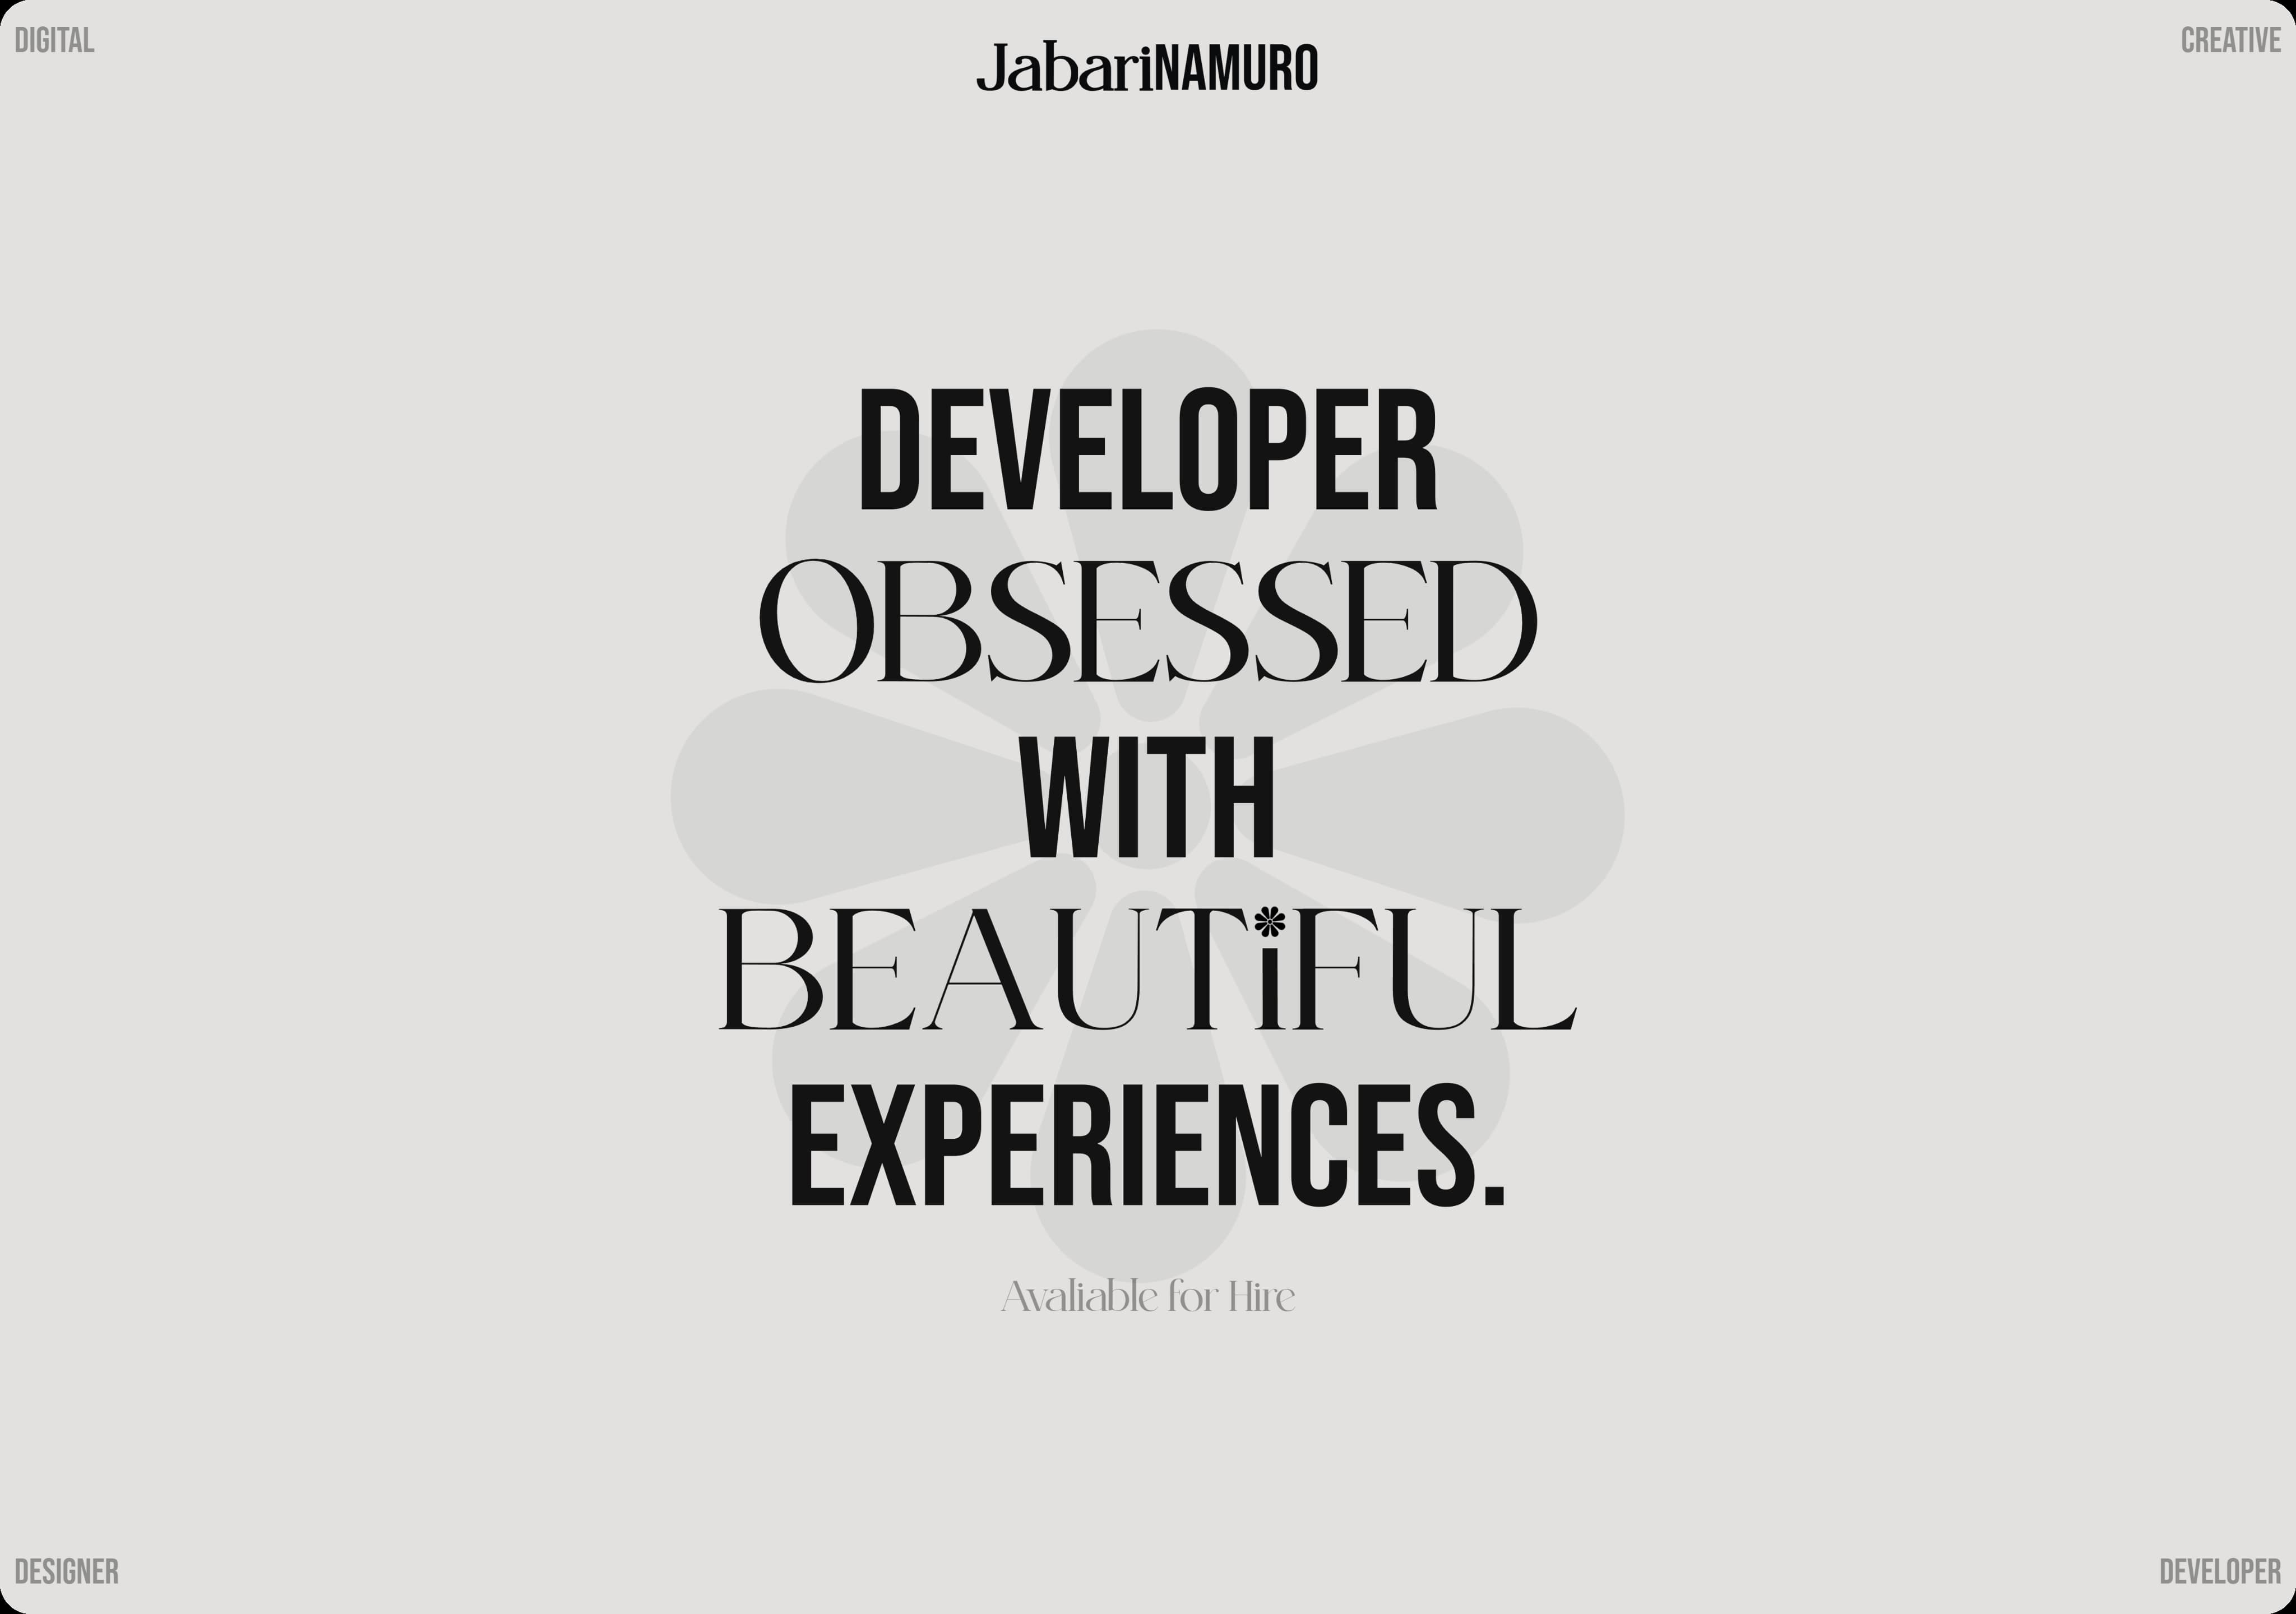 DIGITAL
JabariNAMURO
CREATIVE
DEVELOPER
OBSESSED
WITH
BEAUTiFUL
EXPERIENCES.
Avaliable for Hire
DESIGNER
DEVELOPER